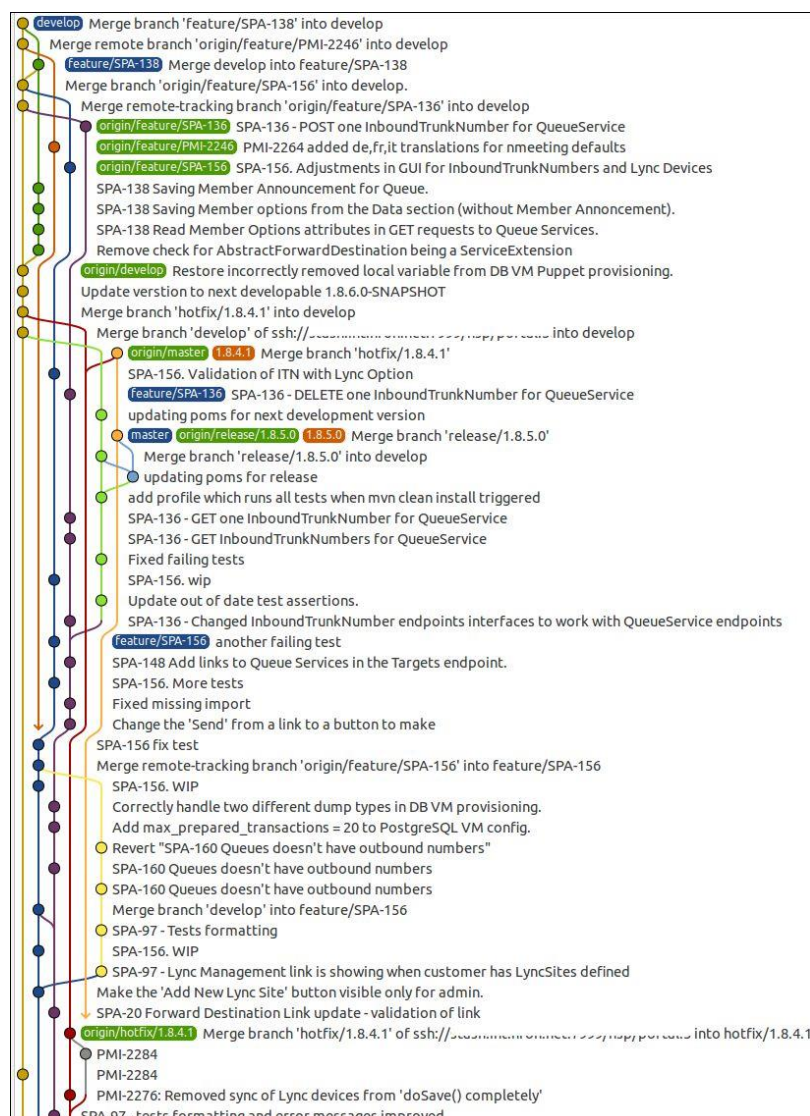 develop Merge branch 'feature/SPA-138' into develop
Merge remote branch 'origin/feature/PMI-2246' into develop
feature/SPA-138 Merge develop into feature/SPA-138
Merge branch 'origin/feature/SPA-156' into develop.
Merge remote-tracking branch 'origin/feature/SPA-136' into develop
origin/feature/SPA-136 SPA-136 - POST one InboundTrunkNumber for QueueService
origin/feature/PMI-2246 PMI-2264 added de,fr,it translations for nmeeting defaults
origin/feature/SPA-156 SPA-156. Adjustments in GUI for InboundTrunkNumbers and Lync Devices
SPA-138 Saving Member Announcement for Queue.
SPA-138 Saving Member options from the Data section (without Member Annoncement).
SPA-138 Read Member Options attributes in GET requests to Queue Services.
Remove check for AbstractForwardDestination being a ServiceExtension
origin/develop Restore incorrectly removed local variable from DB VM Puppet provisioning.
Update verstion to next developable 1.8.6.0-SNAPSHOT
Merge branch 'hotfix/1.8.4.1' into develop
Merge branch 'develop' of ssh:// into develop
origin/master 1.8.4.1 Merge branch 'hotfix/1.8.4.1'
SPA-156. Validation of ITN with Lync Option
feature/SPA-136 SPA-136 - DELETE one InboundTrunkNumber for QueueService
updating poms for next development version
master origin/release/1.8.5.0 1.8.5.0 Merge branch 'release/1.8.5.0'
Merge branch 'release/1.8.5.0' into develop
updating poms for release
add profile which runs all tests when mvn clean install triggered
SPA-136 - GET one InboundTrunkNumber for QueueService
SPA-136 - GET InboundTrunkNumbers for QueueService
Fixed failing tests
SPA-156. wip
Update out of date test assertions.
SPA-136 - Changed InboundTrunkNumber endpoints interfaces to work with QueueService endpoints
feature/SPA-156 another failing test
SPA-148 Add links to Queue Services in the Targets endpoint.
SPA-156. More tests
Fixed missing import
Change the 'Send' from a link to a button to make
SPA-156 fix test
Merge remote-tracking branch 'origin/feature/SPA-156' into feature/SPA-156
SPA-156. WIP
Correctly handle two different dump types in DB VM provisioning.
Add max_prepared_transactions = 20 to PostgreSQL VM config.
Revert "SPA-160 Queues doesn't have outbound numbers"
SPA-160 Queues doesn't have outbound numbers
SPA-160 Queues doesn't have outbound numbers
Merge branch 'develop' into feature/SPA-156
SPA-97 - Tests formatting
SPA-156. WIP
SPA-97 - Lync Management link is showing when customer has LyncSites defined
Make the 'Add New Lync Site' button visible only for admin.
SPA-20 Forward Destination Link update - validation of link
origin/hotfix/1.8.4.1 Merge branch 'hotfix/1.8.4.1' of ssh:// into hotfix/1.8.4.1
PMI-2284
PMI-2284
PMI-2276: Removed sync of Lync devices from 'doSave() completely'
SPA-97 - tests formatting and error messages improved